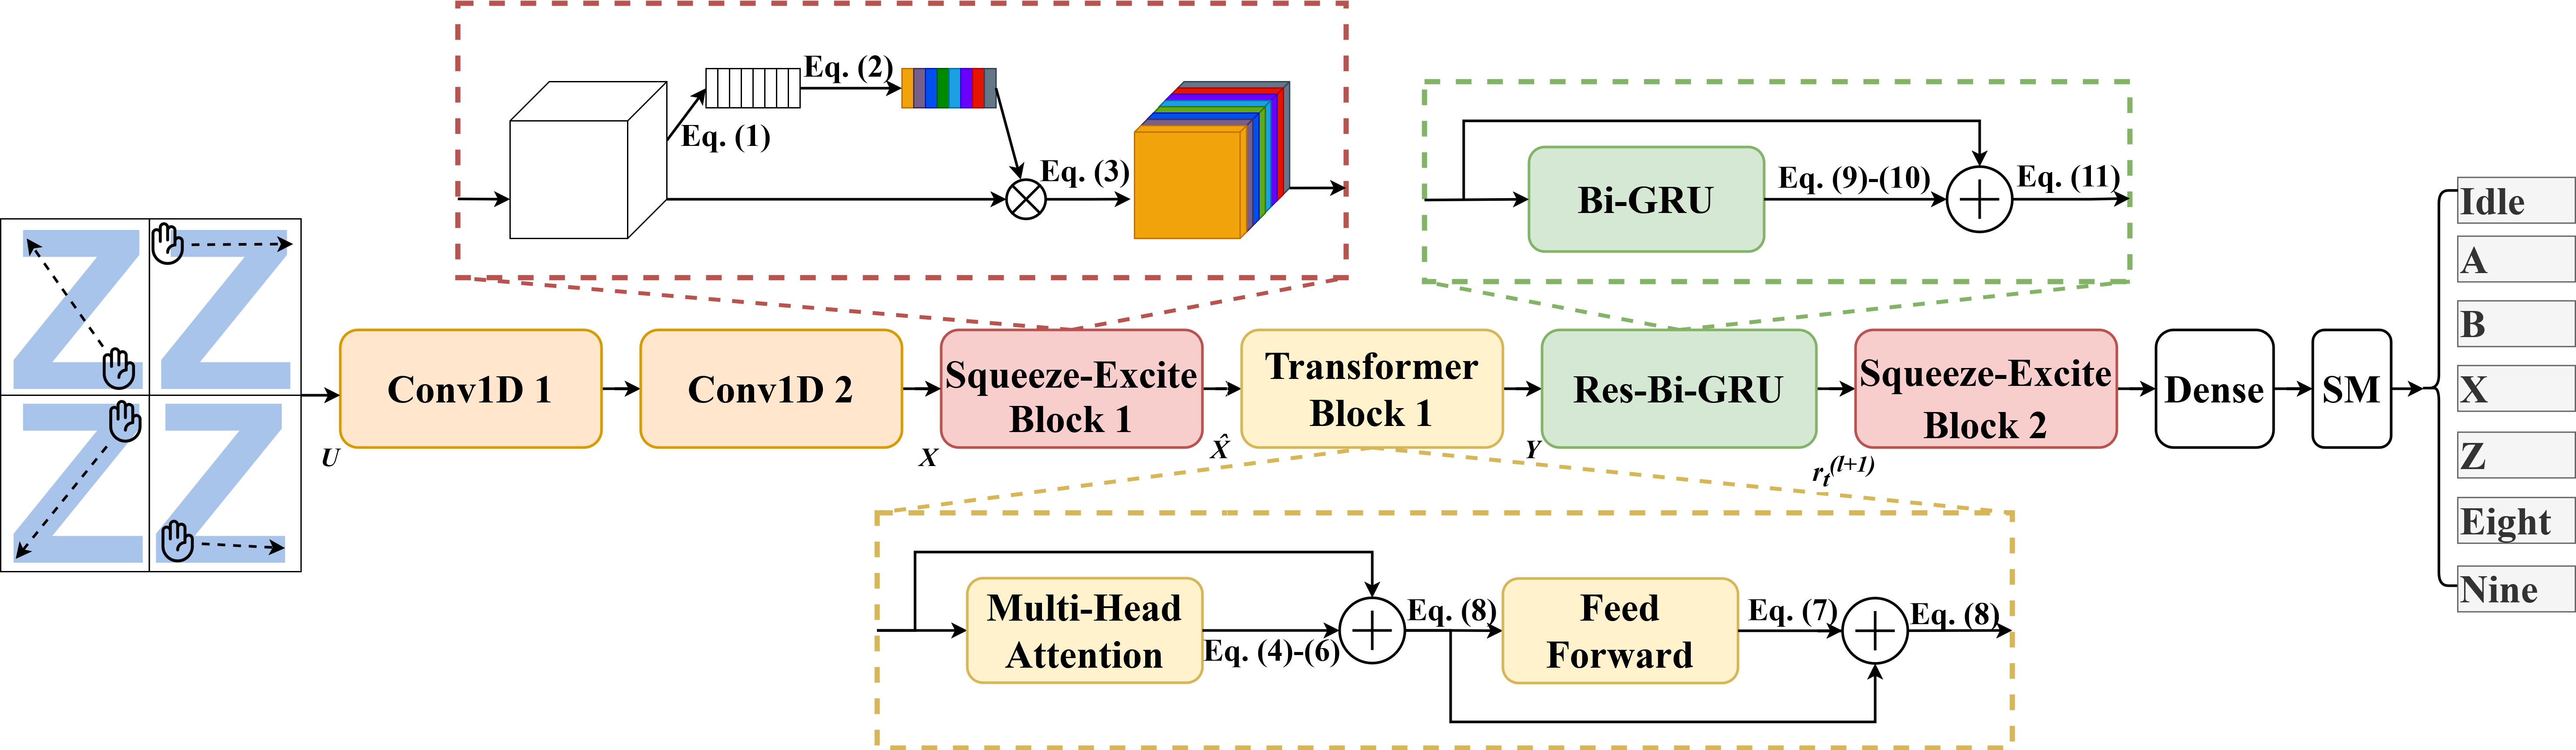 Eq. (1)
Eq. (2)
Eq. (3)
Bi-GRU
Eq. (9)-(10)
Eq. (11)
U
Conv1D 1
Conv1D 2
X
Squeeze-Excite
Block 1
X̂
Transformer
Block 1
Y
Res-Bi-GRU
r_t^(l+1)
Squeeze-Excite
Block 2
Dense
SM
Idle
A
B
X
Z
Eight
Nine
Multi-Head
Attention
Eq. (4)-(6)
Eq. (8)
Feed
Forward
Eq. (7)
Eq. (8)